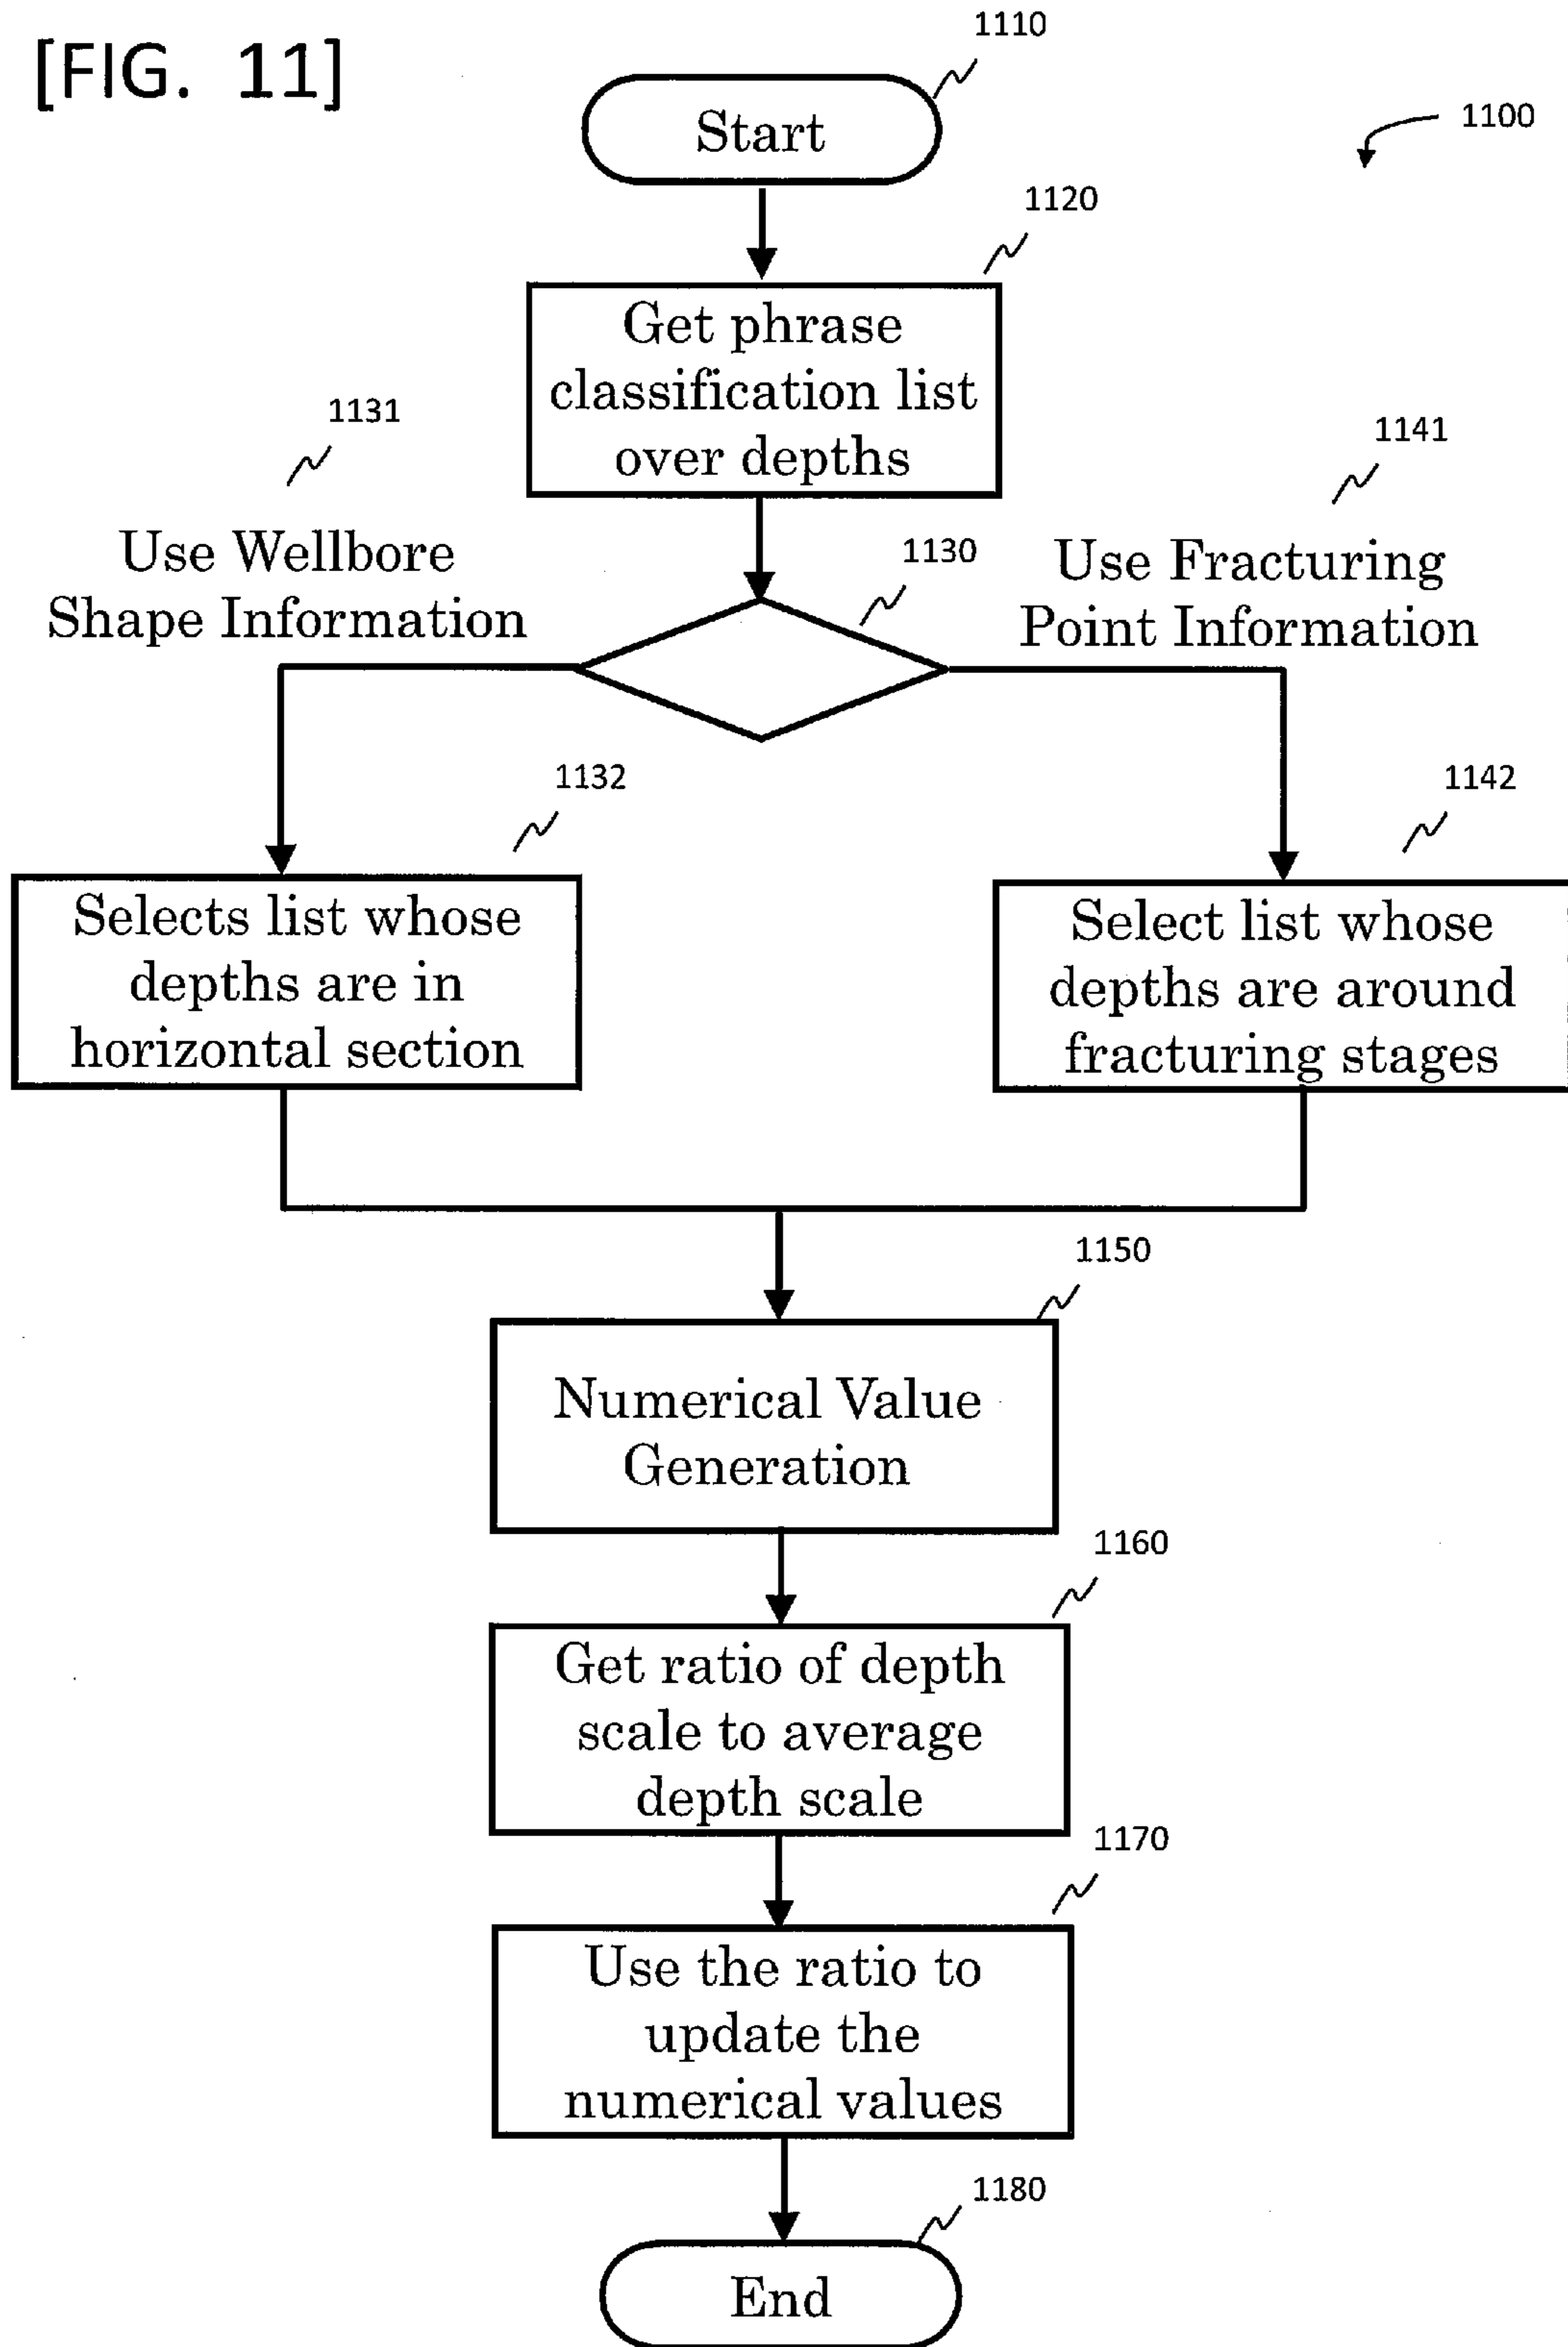 [FIG. 11]
1110
Start
1100
1120
Get phrase
classification list
over depths
1131
1141
Use Wellbore
Shape Information
1130
Use Fracturing
Point Information
1132
1142
Selects list whose
depths are in
horizontal section
Select list whose
depths are around
fracturing stages
1150
Numerical Value
Generation
1160
Get ratio of depth
scale to average
depth scale
1170
Use the ratio to
update the
numerical values
1180
End